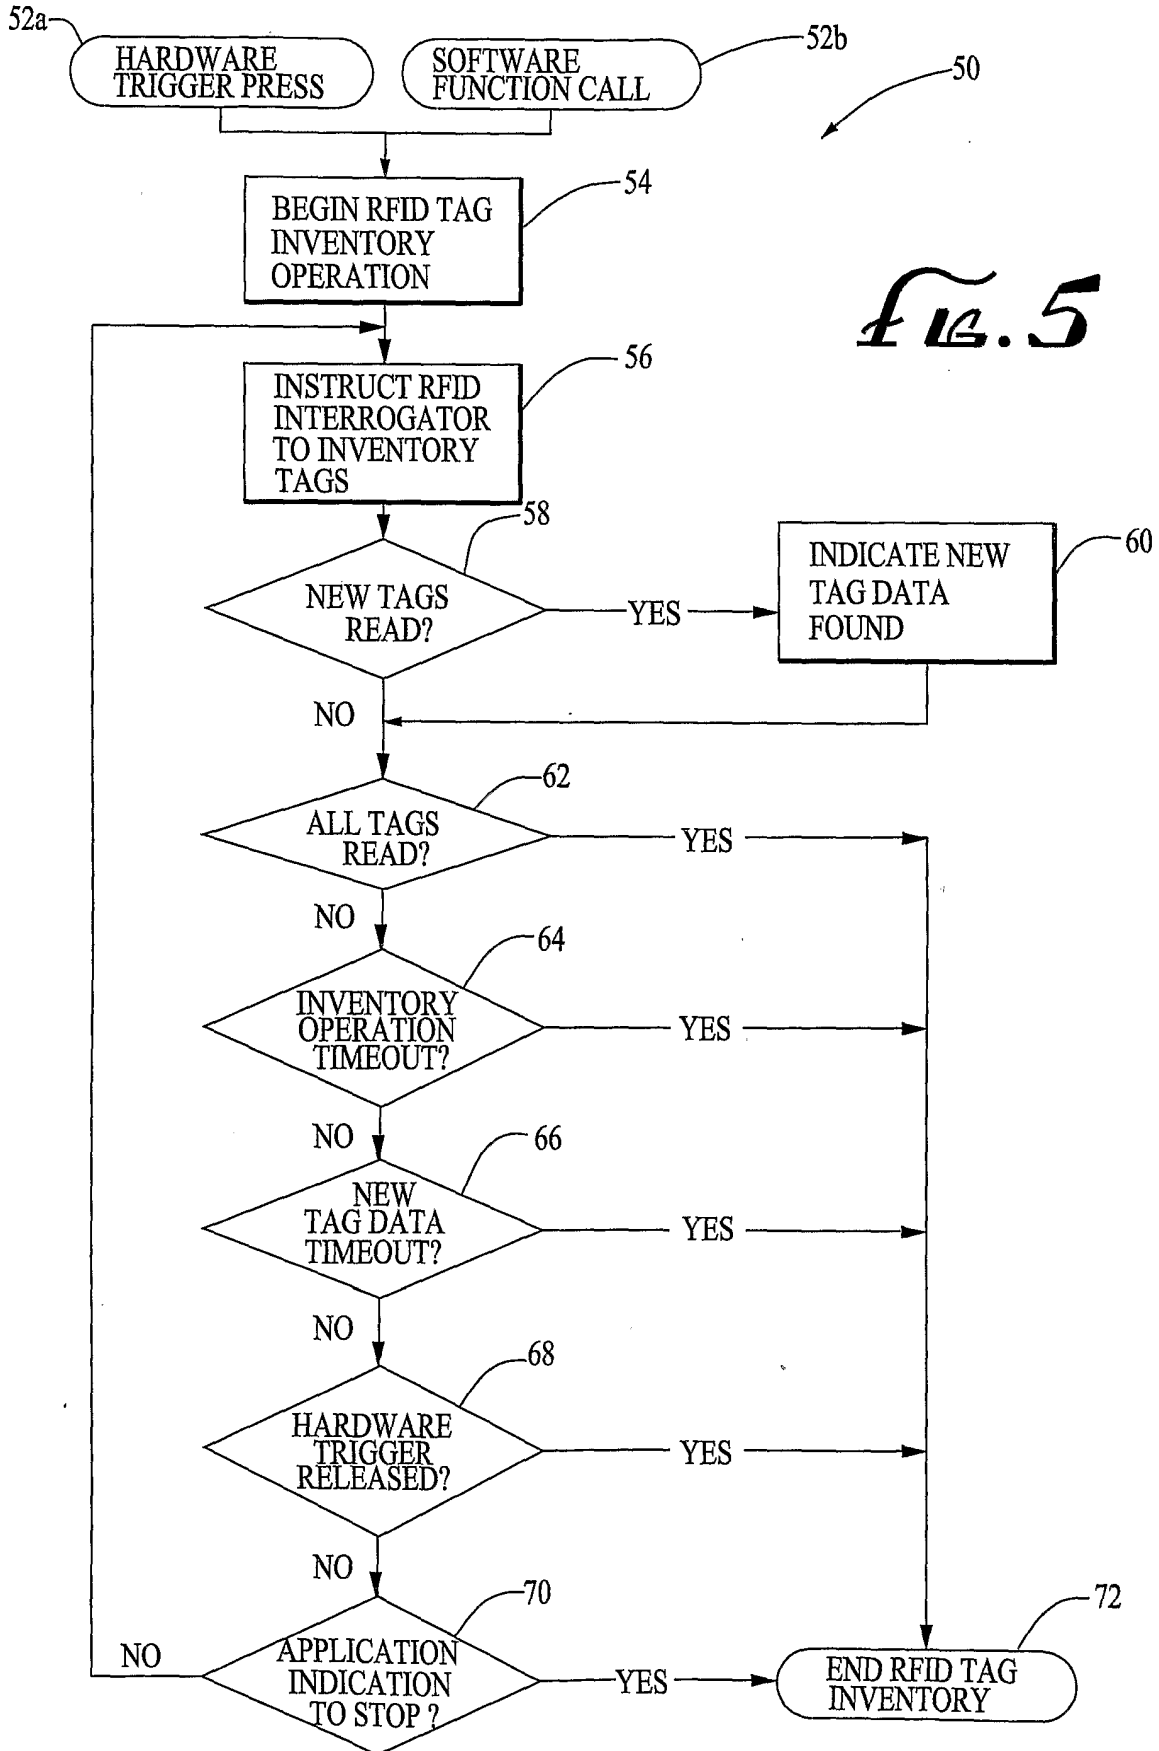 52a
HARDWARE
TRIGGER PRESS
SOFTWARE
FUNCTION CALL
52b
50
54
BEGIN RFID TAG
INVENTORY
OPERATION
FIG. 5
56
INSTRUCT RFID
INTERROGATOR
TO INVENTORY
TAGS
58
NEW TAGS
READ?
YES
60
INDICATE NEW
TAG DATA
FOUND
NO
62
ALL TAGS
READ?
YES
NO
64
INVENTORY
OPERATION
TIMEOUT?
YES
NO
66
NEW
TAG DATA
TIMEOUT?
YES
NO
68
HARDWARE
TRIGGER
RELEASED?
YES
NO
70
APPLICATION
INDICATION
TO STOP ?
NO
YES
72
END RFID TAG
INVENTORY